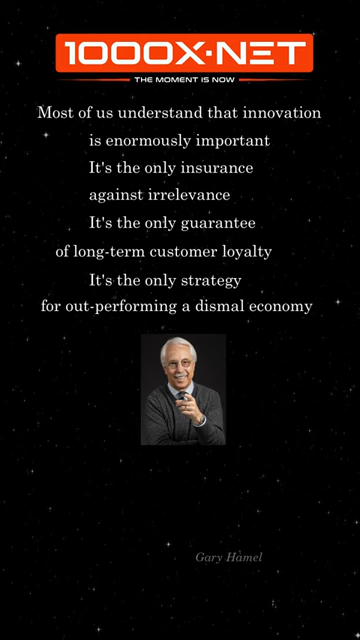 1000X·NET
THE MOMENT IS NOW
Most of us understand that innovation
is enormously important
It's the only insurance
against irrelevance
It's the only guarantee
of long-term customer loyalty
It's the only strategy
for out-performing a dismal economy
Gary Hamel